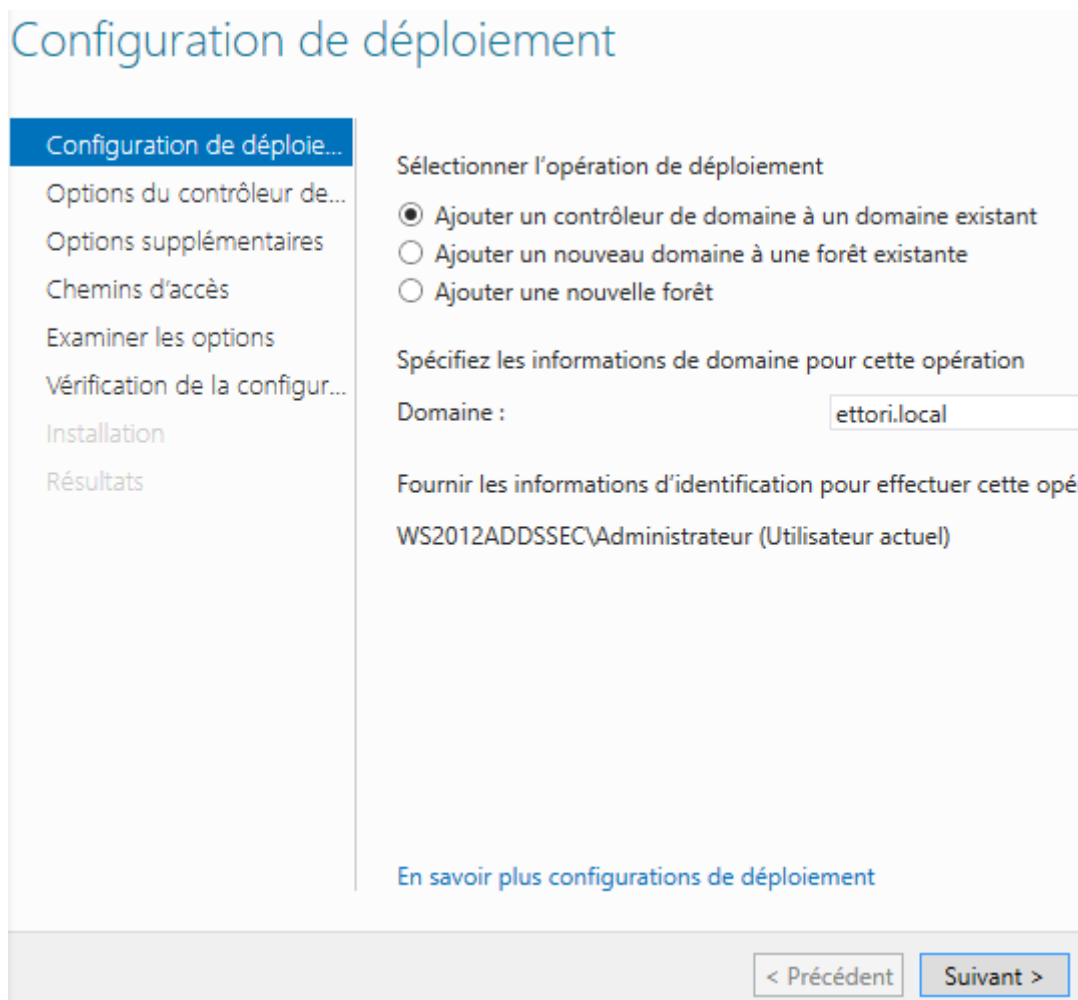 Configuration de déploiement
Configuration de déploie...
Options du contrôleur de...
Options supplémentaires
Chemins d'accès
Examiner les options
Vérification de la configur...
Installation
Résultats
Sélectionner l'opération de déploiement
Ajouter un contrôleur de domaine à un domaine existant
Ajouter un nouveau domaine à une forêt existante
Ajouter une nouvelle forêt
Spécifiez les informations de domaine pour cette opération
Domaine :
ettori.local
Fournir les informations d'identification pour effectuer cette opé
WS2012ADDSSEC\Administrateur (Utilisateur actuel)
En savoir plus configurations de déploiement
< Précédent
Suivant >